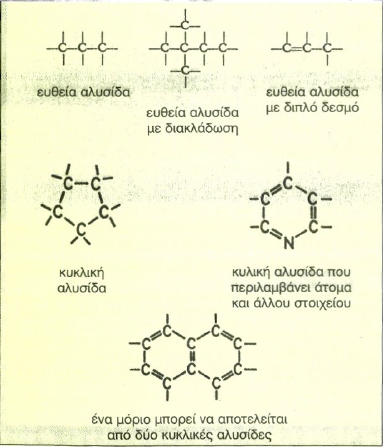 ευθεία αλυσίδα
ευθεία αλυσίδα
με διακλάδωση
ευθεία αλυσίδα
με διπλό δεσμό
κυκλική
αλυσίδα
κυλική αλυσίδα που
περιλαμβάνει άτομα
και άλλου στοιχείου
ένα μόριο μπορεί να αποτελείται
από δύο κυκλικές αλυσίδες